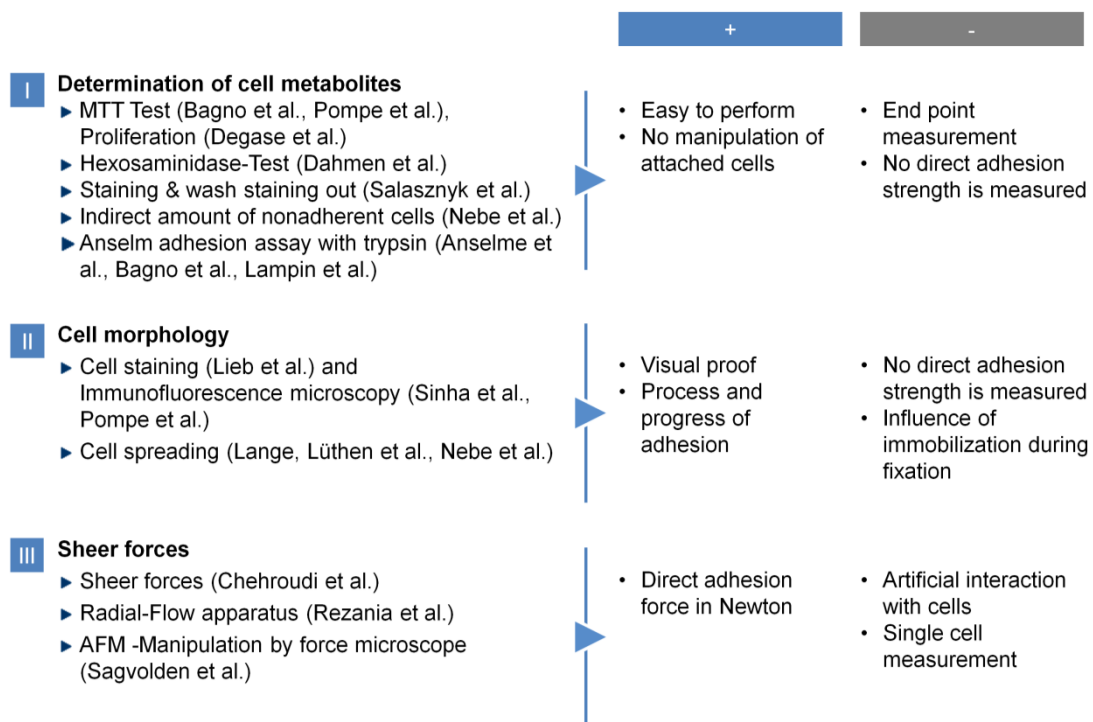 +
-
I
Determination of cell metabolites
MTT Test (Bagno et al., Pompe et al.),
Proliferation (Degase et al.)
Hexosaminidase-Test (Dahmen et al.)
Staining & wash staining out (Salasznyk et al.)
Indirect amount of nonadherent cells (Nebe et al.)
Anselm adhesion assay with trypsin (Anselme et
al., Bagno et al., Lampin et al.)
• Easy to perform
• No manipulation of
attached cells
• End point
measurement
• No direct adhesion
strength is measured
II
Cell morphology
Cell staining (Lieb et al.) and
Immunofluorescence microscopy (Sinha et al.,
Pompe et al.)
Cell spreading (Lange, Lüthen et al., Nebe et al.)
• Visual proof
• Process and
progress of
adhesion
• No direct adhesion
strength is measured
• Influence of
immobilization during
fixation
III
Sheer forces
Sheer forces (Chehroudi et al.)
Radial-Flow apparatus (Rezania et al.)
AFM -Manipulation by force microscope
(Sagvolden et al.)
• Direct adhesion
force in Newton
• Artificial interaction
with cells
• Single cell
measurement